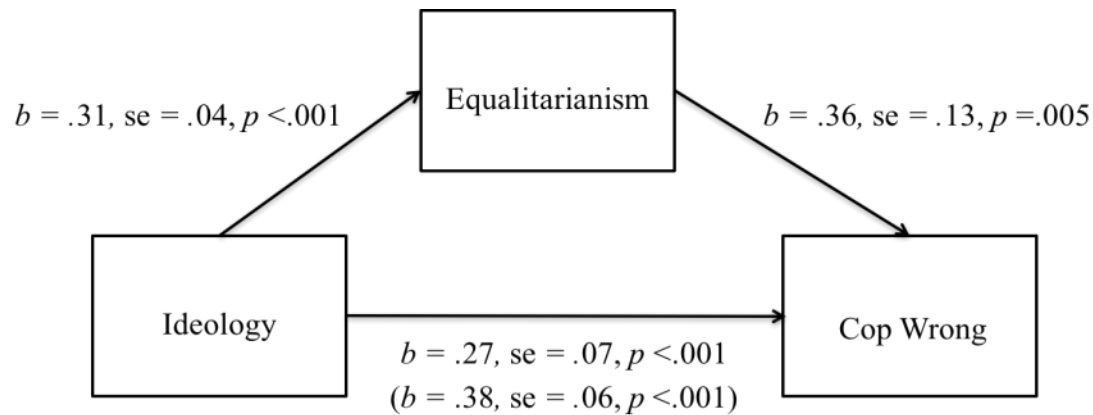 Equalitarianism
b = .31, se = .04, p <.001
b = .36, se = .13, p =.005
Ideology
Cop Wrong
b = .27, se = .07, p <.001
(b = .38, se = .06, p <.001)